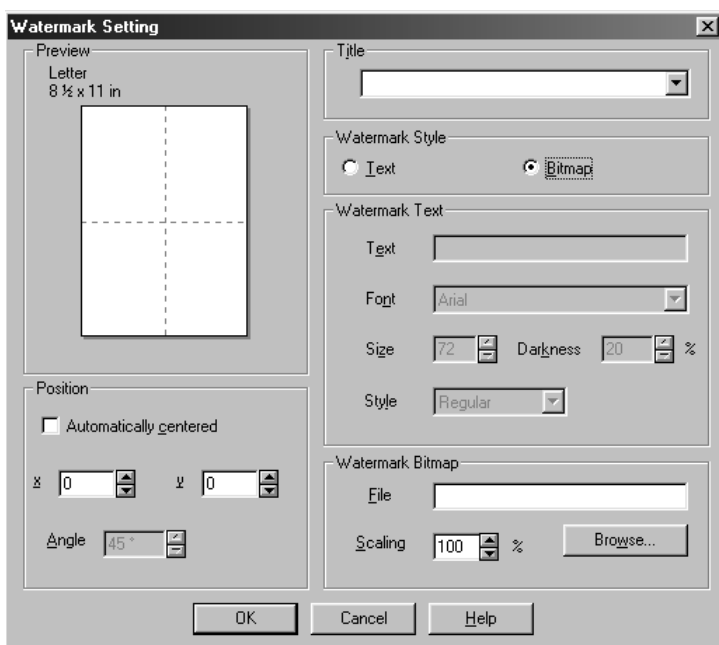 Watermark Setting
Preview
Letter
8 ½ x 11 in
Position
Automatically centered
x 0 y 0
Angle 45 °
Title
Watermark Style
Text Bitmap
Watermark Text
Text
Font Arial
Size 72 Darkness 20 %
Style Regular
Watermark Bitmap
File
Scaling 100 % Browse...
OK Cancel Help